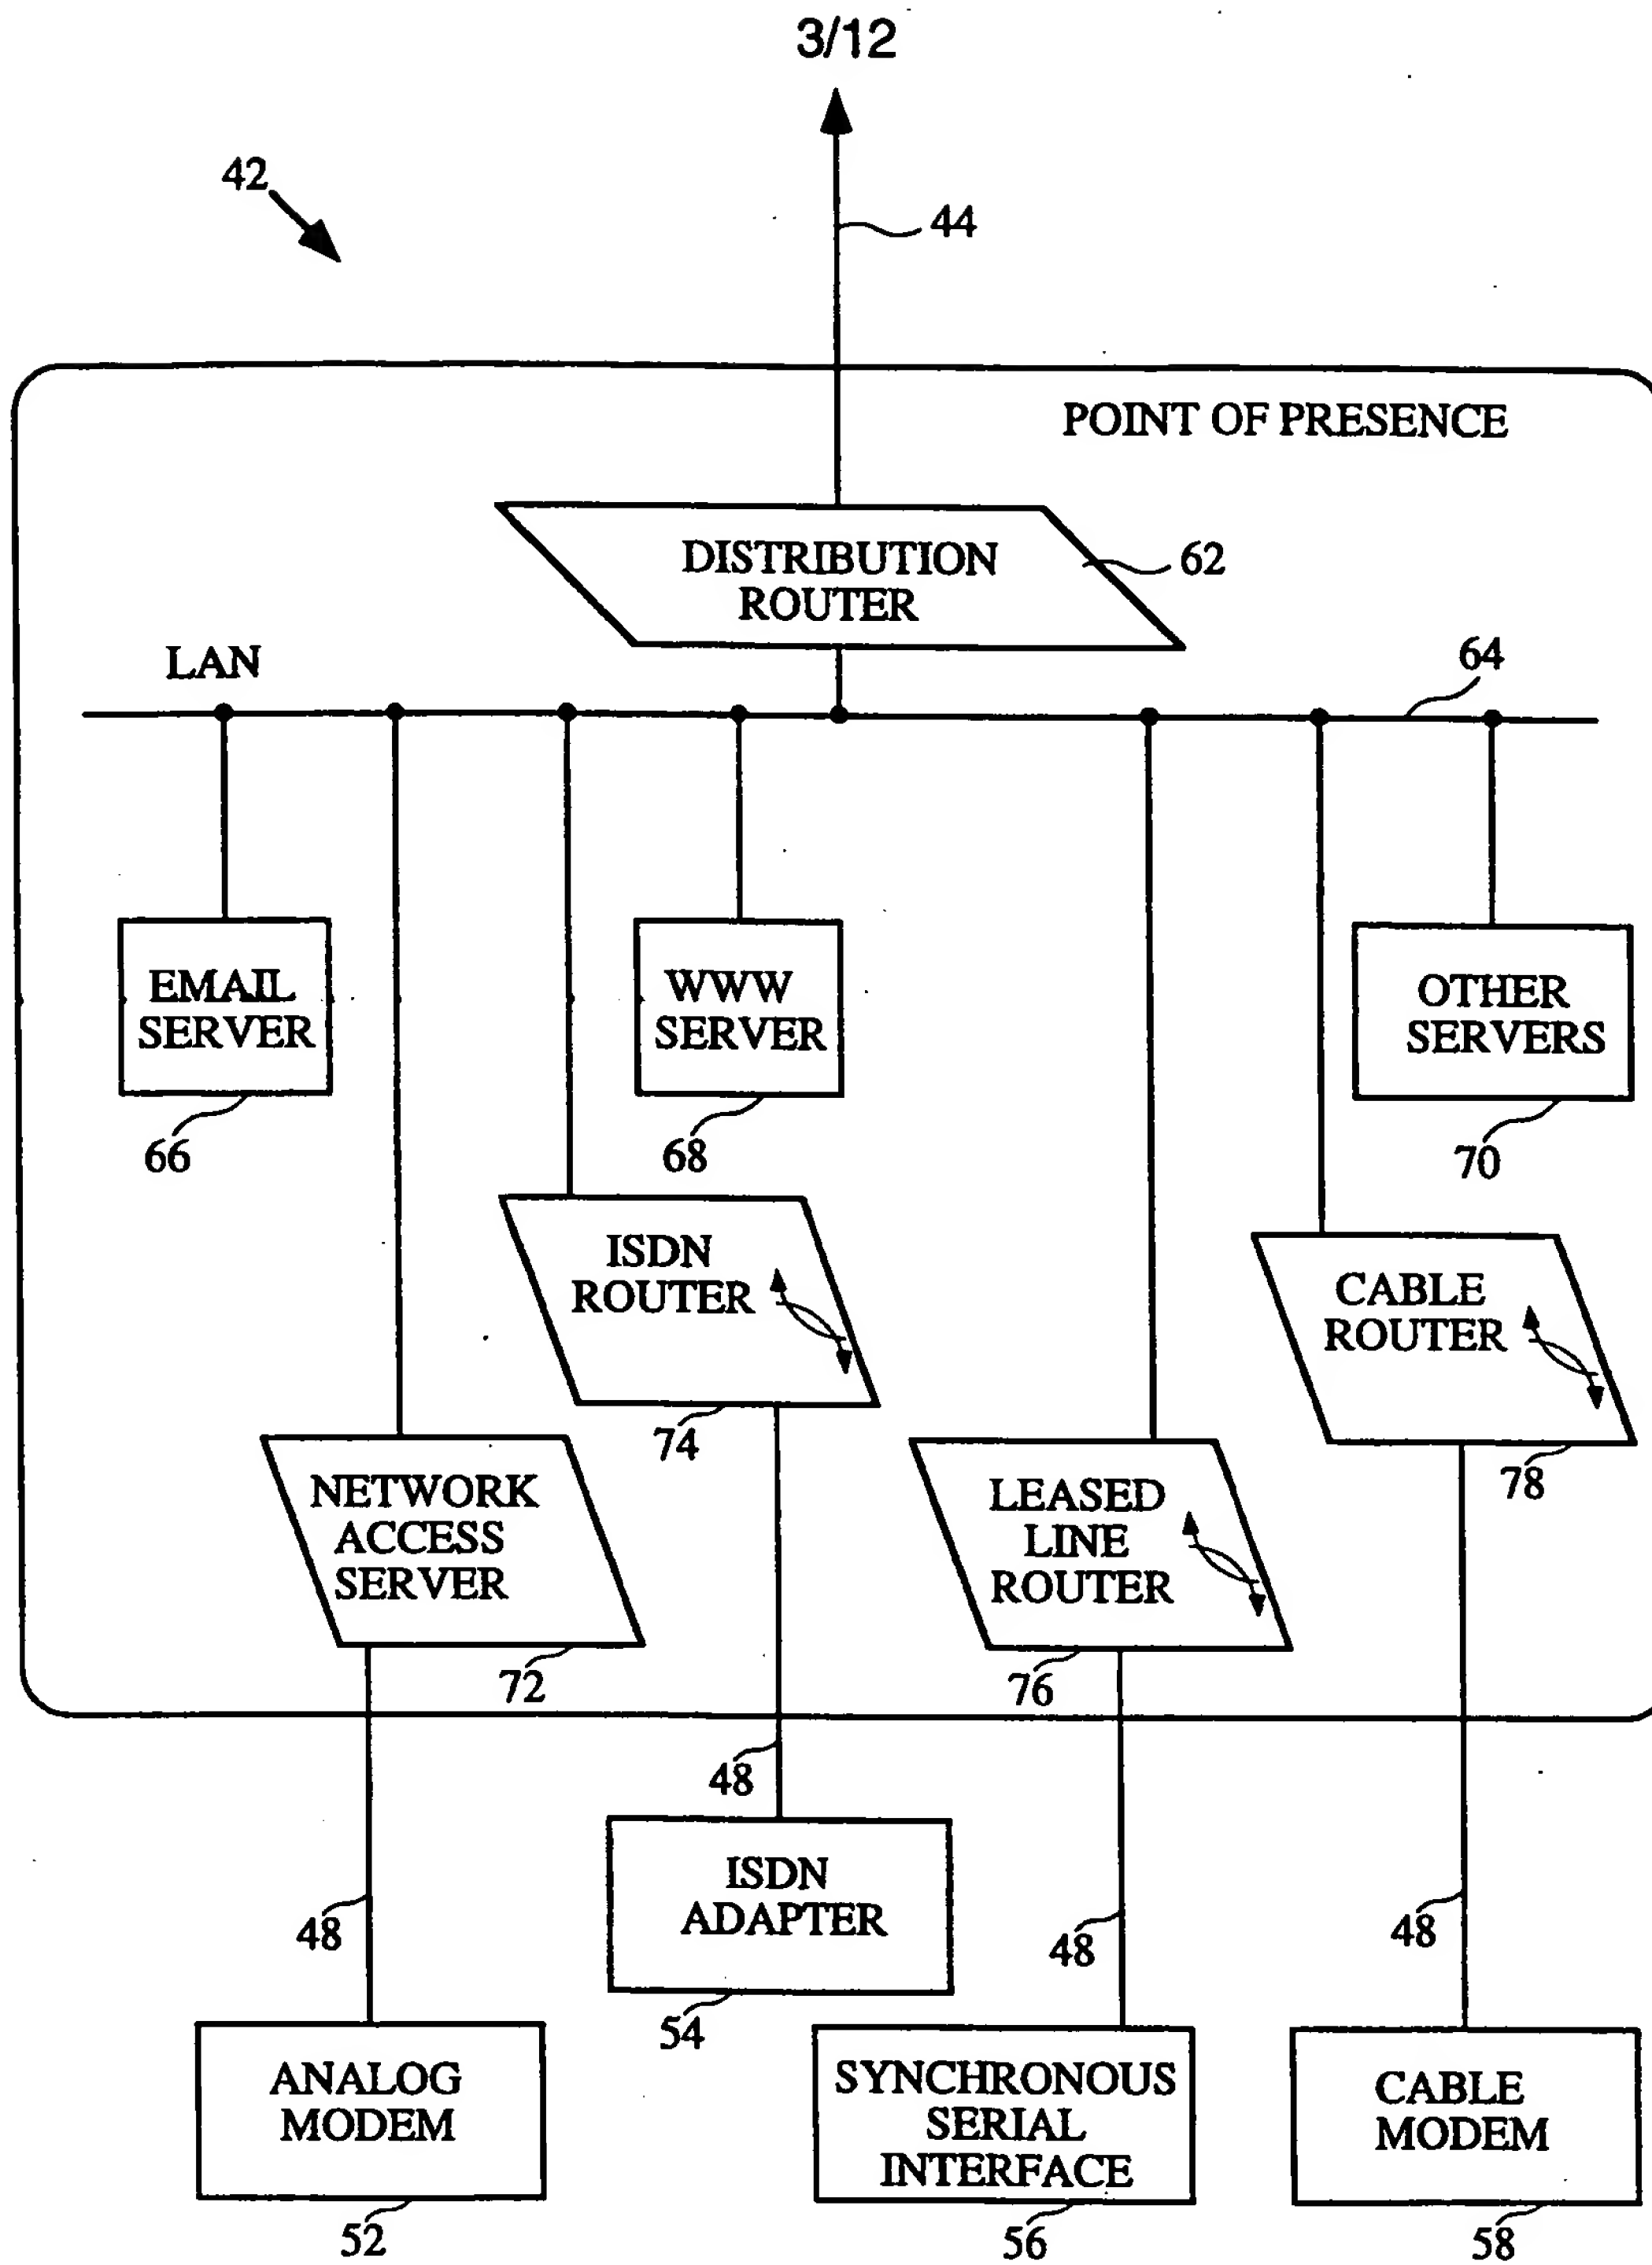 3/12
42
44
POINT OF PRESENCE
DISTRIBUTION
ROUTER
62
LAN
64
EMAIL
SERVER
66
WWW
SERVER
68
OTHER
SERVERS
70
ISDN
ROUTER
74
CABLE
ROUTER
78
NETWORK
ACCESS
SERVER
72
LEASED
LINE
ROUTER
76
48
ISDN
ADAPTER
54
48
48
48
ANALOG
MODEM
52
SYNCHRONOUS
SERIAL
INTERFACE
56
CABLE
MODEM
58